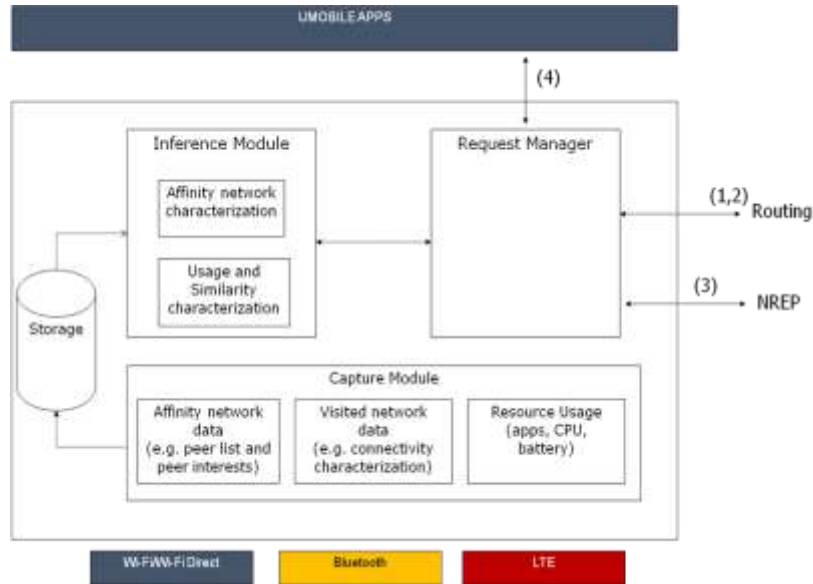 UMOBILE APPS
(4)
Inference Module
Request Manager
Affinity network
characterization
(1,2)
Routing
Usage and
Similarity
characterization
(3)
NREP
Storage
Capture Module
Affinity network
data
(e.g. peer list and
peer interests)
Visited network
data
(e.g. connectivity
characterization)
Resource Usage
(apps, CPU,
battery)
Wi-Fi/Wi-Fi Direct
Bluetooth
LTE